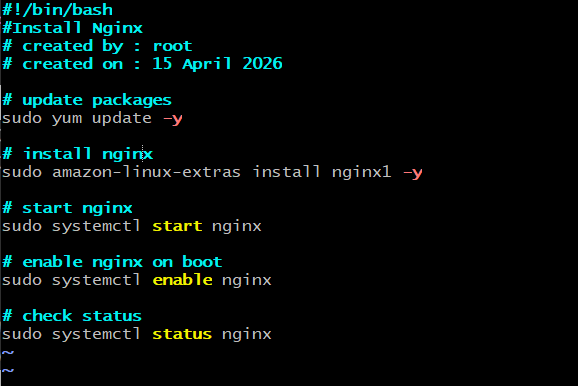 #!/bin/bash
#Install Nginx
# created by : root
# created on : 15 April 2026
# update packages
sudo yum update -y
# install nginx
sudo amazon-linux-extras install nginx1 -y
# start nginx
sudo systemctl start nginx
# enable nginx on boot
sudo systemctl enable nginx
# check status
sudo systemctl status nginx
~
~